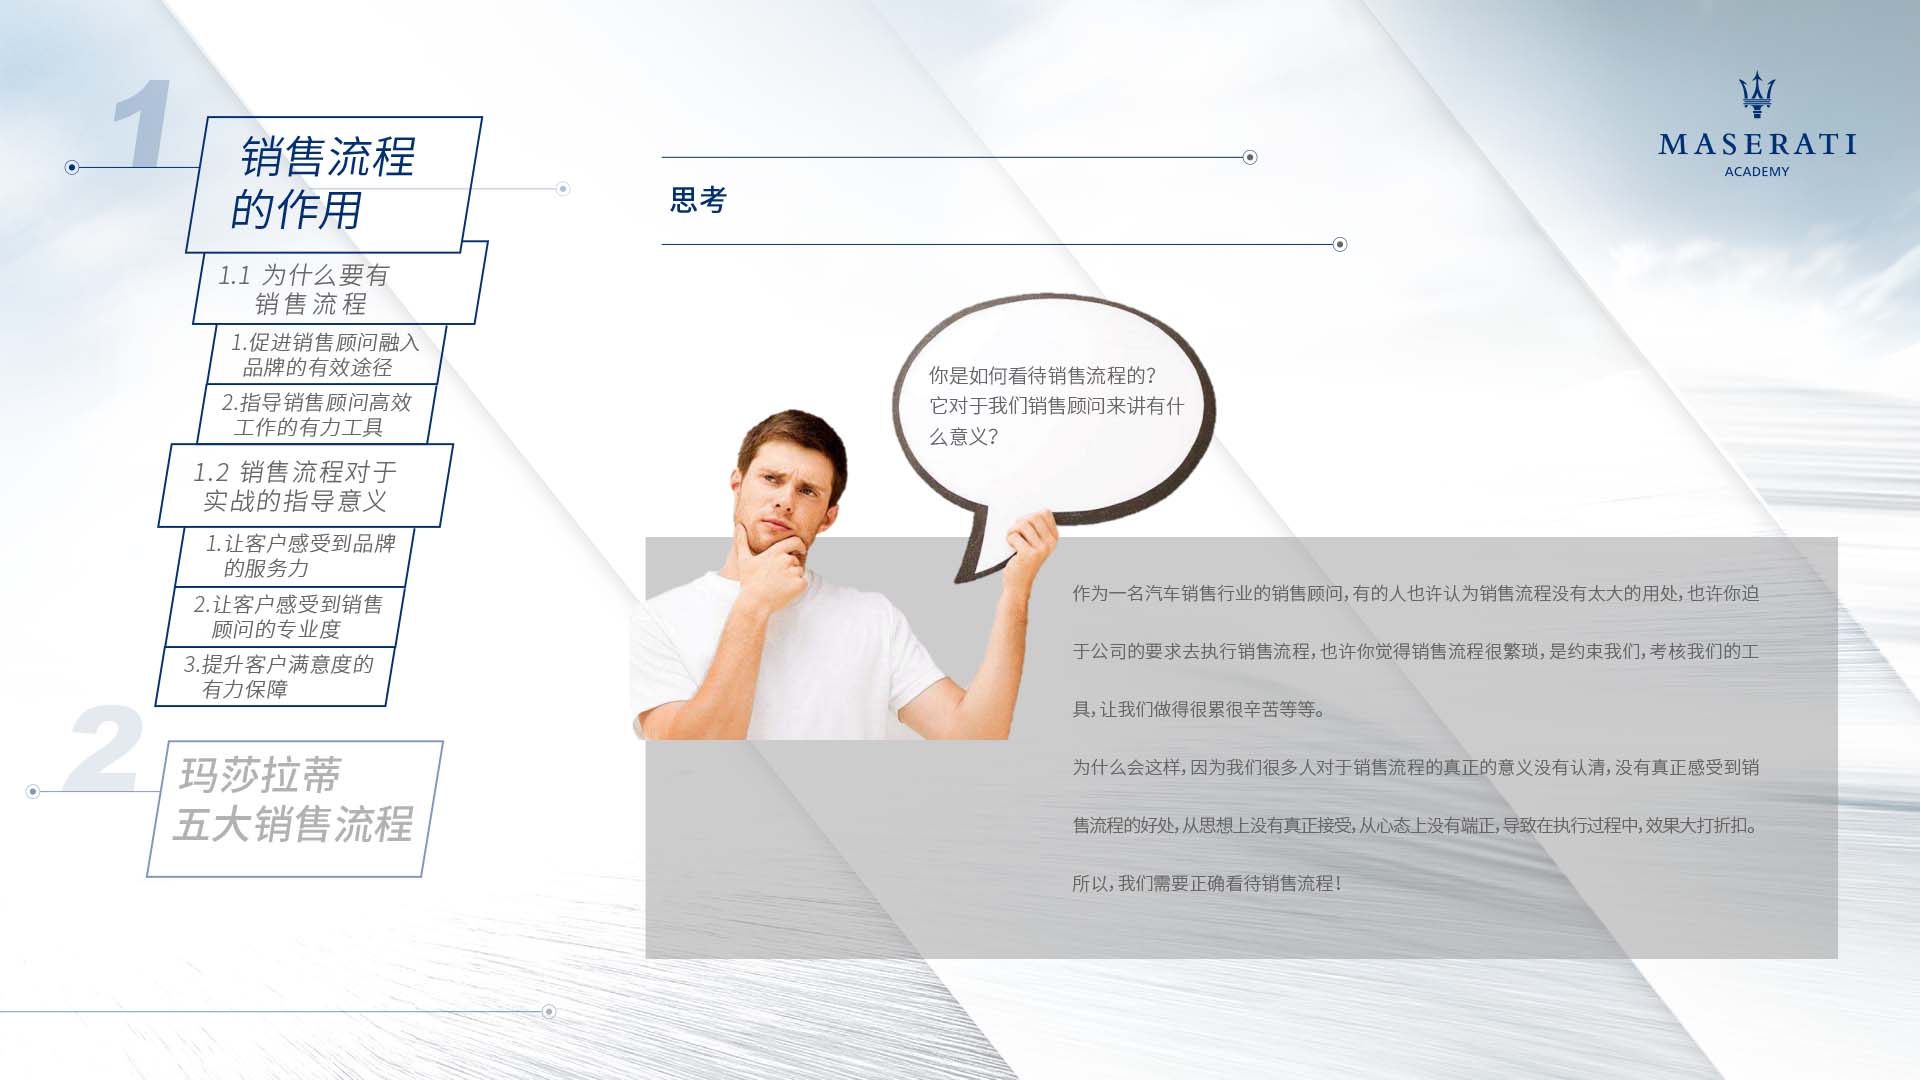 1
销售流程
的作用
1.1 为什么要有
销售流程
1.促进销售顾问融入
品牌的有效途径
2.指导销售顾问高效
工作的有力工具
1.2 销售流程对于
实战的指导意义
1.让客户感受到品牌
的服务力
2.让客户感受到销售
顾问的专业度
3.提升客户满意度的
有力保障
2
玛莎拉蒂
五大销售流程
思考
MASERATI
ACADEMY
你是如何看待销售流程的？
它对于我们销售顾问来讲有什
么意义？
作为一名汽车销售行业的销售顾问，有的人也许认为销售流程没有太大的用处，也许你迫
于公司的要求去执行销售流程，也许你觉得销售流程很繁琐，是约束我们，考核我们的工
具，让我们做得很累很辛苦等等。
为什么会这样，因为我们很多人对于销售流程的真正的意义没有认清，没有真正感受到销
售流程的好处，从思想上没有真正接受，从心态上没有端正，导致在执行过程中，效果大打折扣。
所以，我们需要正确看待销售流程！